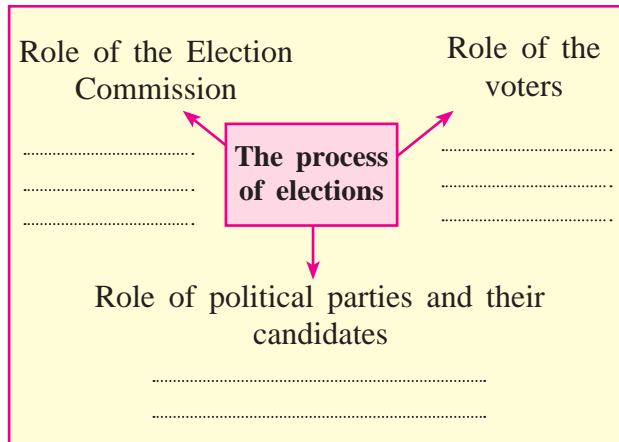 Role of the Election
Commission
Role of the
voters
The process
of elections
Role of political parties and their
candidates